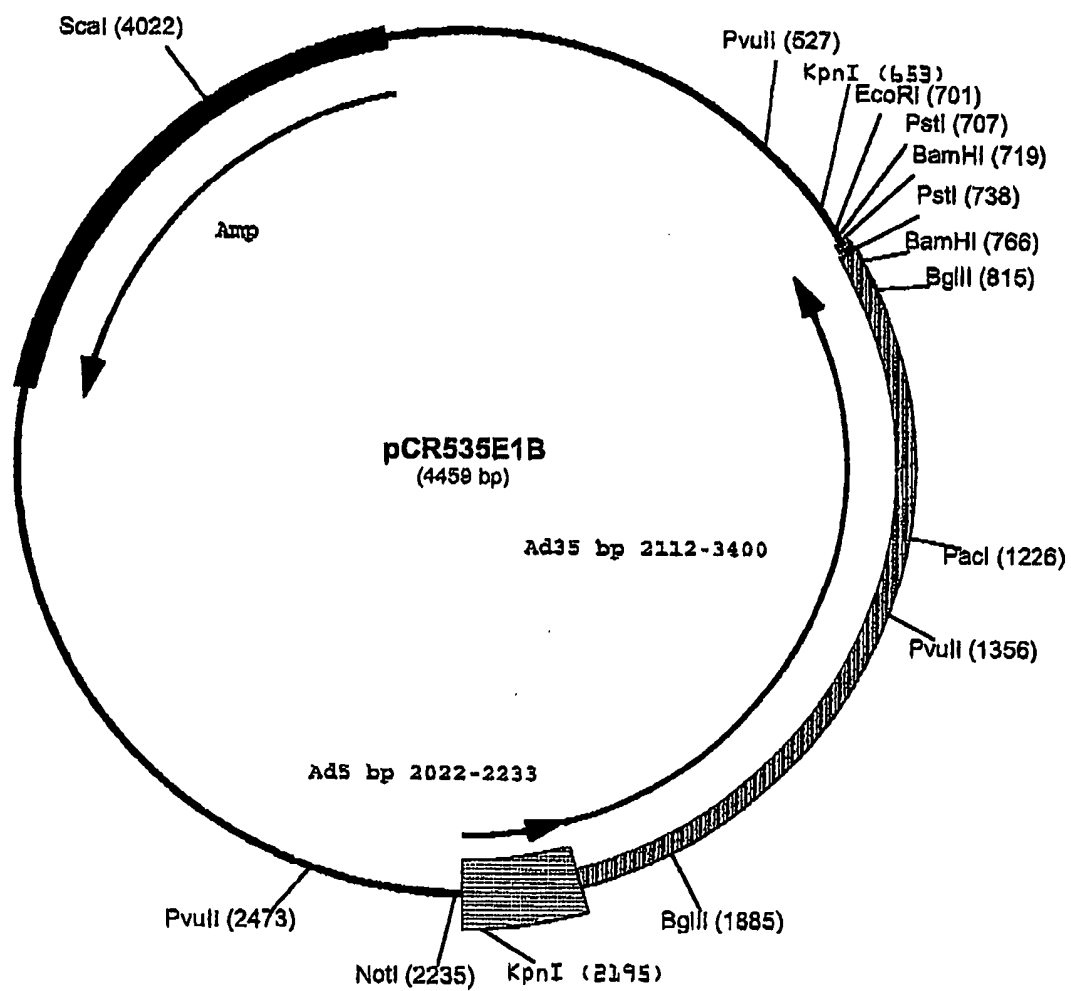 ScaI (4022)
PvuII (527)
KpnI (653)
EcoRI (701)
PstI (707)
BamHI (719)
PstI (738)
BamHI (766)
BglII (815)
Amp
pCR535E1B
(4459 bp)
Ad35 bp 2112-3400
PacI (1226)
PvuII (1356)
Ad5 bp 2022-2233
PvuII (2473)
BglII (1885)
NotI (2235)
KpnI (2195)